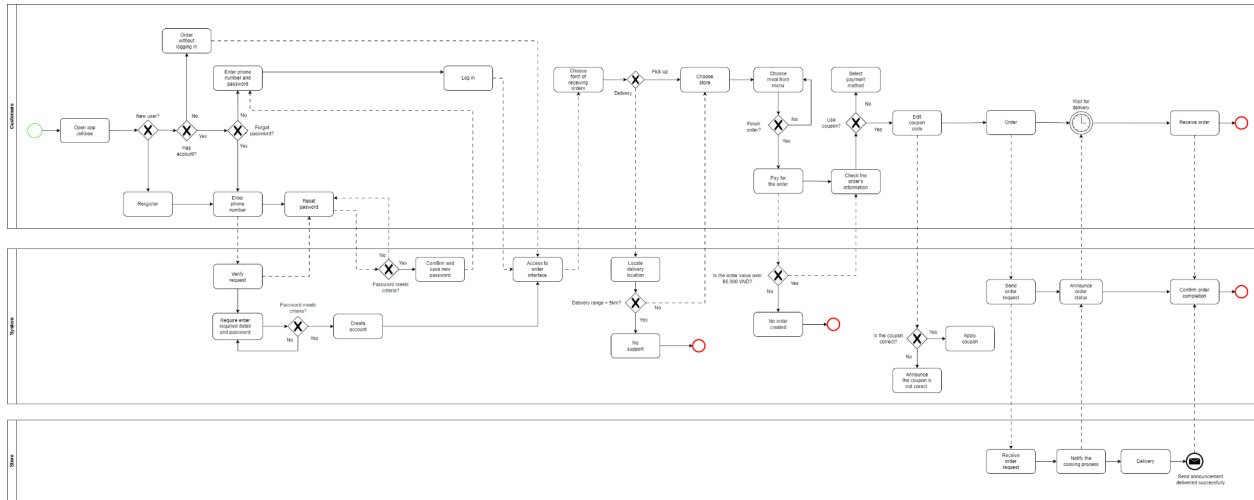 Customers
Order
without
logging in
Enter phone
number and
password
Log in
Choose
form of
receiving
orders
Pick up
Delivery
Choose
store
Choose
meal from
menu
Select
payment
method
Wait for
delivery
Open app
Jollibee
New user?
No
Yes
Has
account?
No
Forgot
password?
Yes
Finish
order?
No
Yes
Use
coupon?
No
Yes
Edit
coupon
code
Order
Receive order
Reogister
Enter
phone
number
Reset
password
Pay for
the order
Check the
order's
information
System
Verify
request
No
Yes
Password meets
criteria?
Comfirm and
save new
password
Access to
order
interface
Locate
delivery
location
Is the order value over
60,000 VND?
Yes
No
Send
order
request
Announce
order
status
Confirm order
completion
Require enter
required detail
and password
Password meets
criteria?
No
Yes
Create
account
Delivery range > 5km?
No
Yes
No
support
No order
created
Is the coupon
correct?
Yes
No
Apply
coupon
Announce
the coupon is
not correct
Store
Receive
order
request
Notify the
cooking process
Delivery
Send announcement
delivered successfully